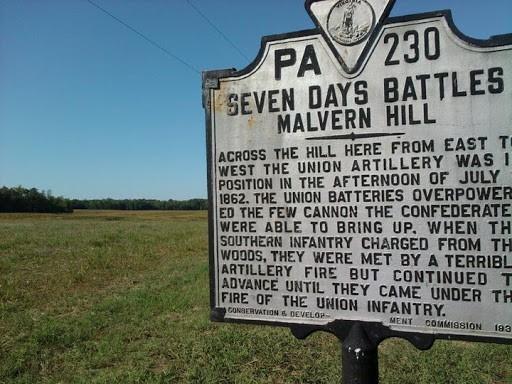 VIRGINIA
PA 230
SEVEN DAYS BATTLES
MALVERN HILL
ACROSS THE HILL HERE FROM EAST T
WEST THE UNION ARTILLERY WAS I
POSITION IN THE AFTERNOON OF JULY
1862. THE UNION BATTERIES OVERPOWER-
ED THE FEW CANNON THE CONFEDERATE
WERE ABLE TO BRING UP. WHEN TH
SOUTHERN INFANTRY CHARGED FROM TH
WOODS, THEY WERE MET BY A TERRIBL
ARTILLERY FIRE BUT CONTINUED T
ADVANCE UNTIL THEY CAME UNDER TH
FIRE OF THE UNION INFANTRY.
CONSERVATION & DEVELOP- MENT COMMISSION 193